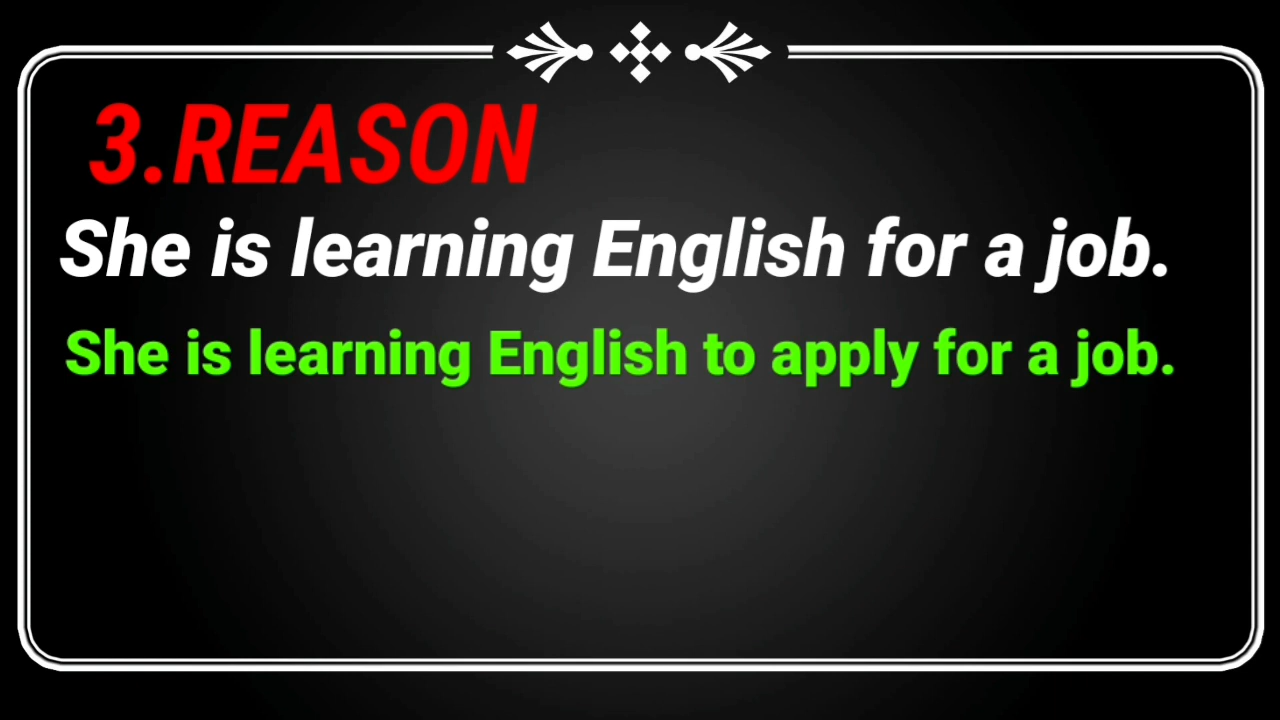 3.REASON
She is learning English for a job.
She is learning English to apply for a job.